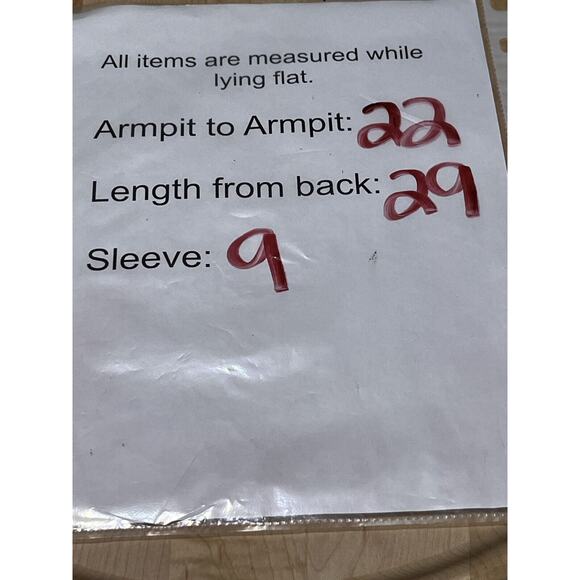 All items are measured while
lying flat.
Armpit to Armpit: 22
Length from back: 29
Sleeve: 9